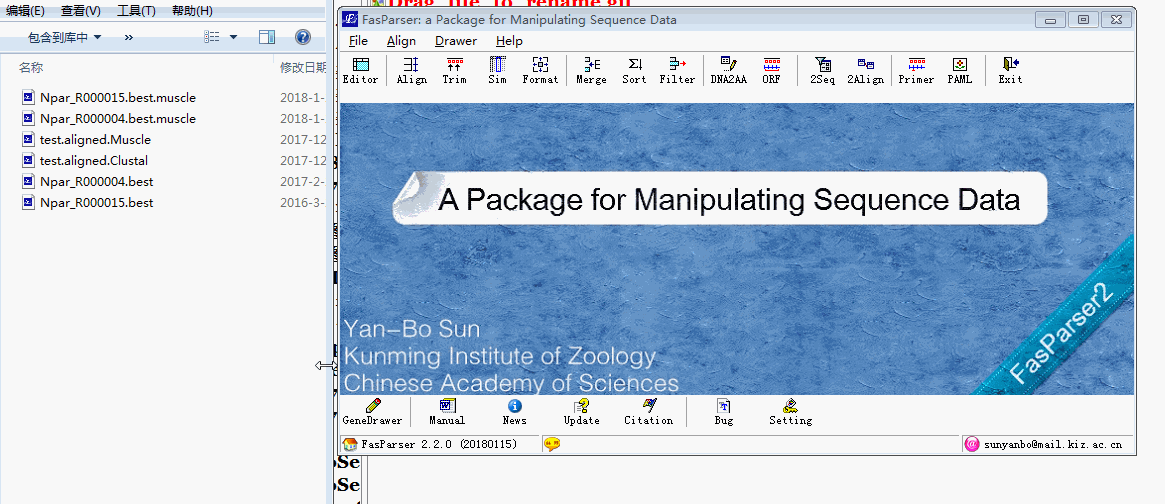 编辑(E) 查看(V) 工具(T) 帮助(H)
包含到库中 »
名称 修改日期
Npar_R000015.best.muscle 2018-1-
Npar_R000004.best.muscle 2018-1-
test.aligned.Muscle 2017-12
test.aligned.Clustal 2017-12
Npar_R000004.best 2017-2-
Npar_R000015.best 2016-3-
Drag_file_to_rename.gif
FasParser: a Package for Manipulating Sequence Data
File Align Drawer Help
Editor Align Trim Sim Format Merge Sort Filter DNA2AA ORF 2Seq 2Align Primer PAML Exit
A Package for Manipulating Sequence Data
FasParser2
Yan-Bo Sun
Kunming Institute of Zoology
Chinese Academy of Sciences
GeneDrawer Manual News Update Citation Bug Setting
FasParser 2.2.0 (20180115) sunyanbo@mail.kiz.ac.cn
oSe
oSe